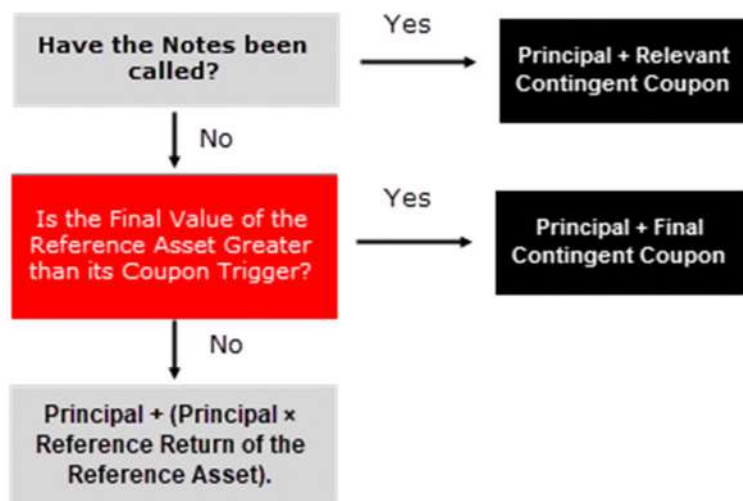 Have the Notes been
called?
Yes
Principal + Relevant
Contingent Coupon
No
Is the Final Value of the
Reference Asset Greater
than its Coupon Trigger?
Yes
Principal + Final
Contingent Coupon
No
Principal + (Principal ×
Reference Return of the
Reference Asset).